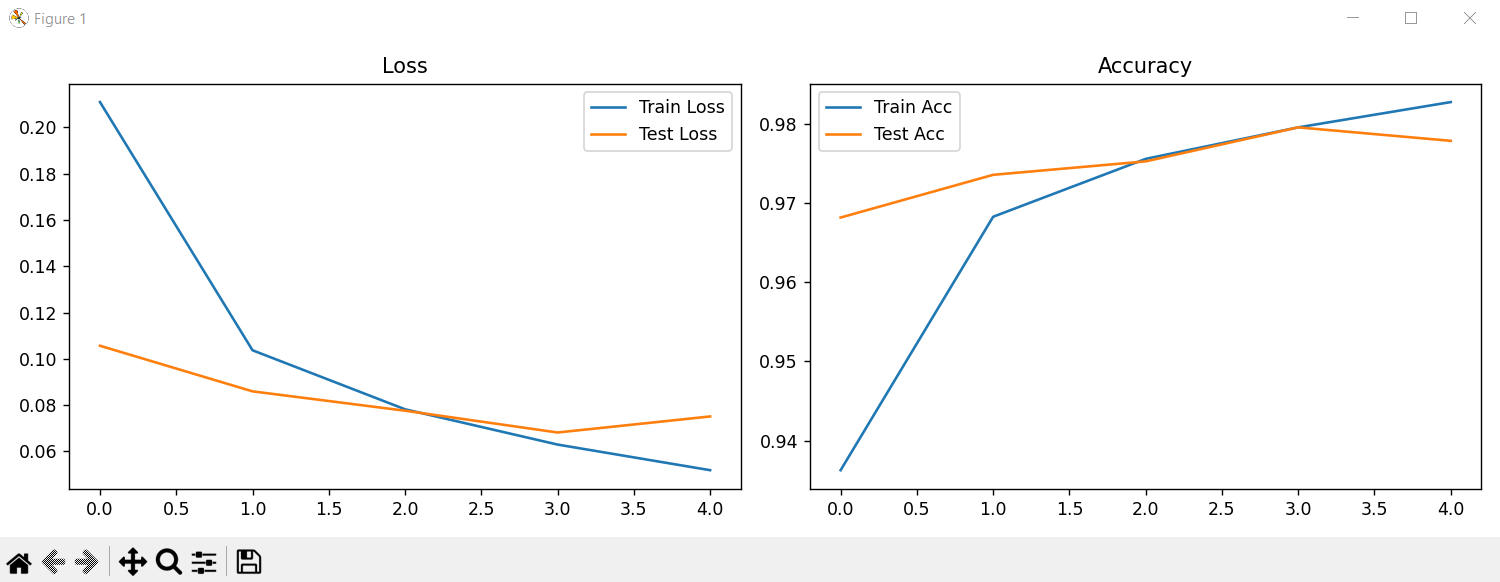 Figure 1
Loss
Train Loss
Test Loss
0.20
0.18
0.16
0.14
0.12
0.10
0.08
0.06
0.0 0.5 1.0 1.5 2.0 2.5 3.0 3.5 4.0
Accuracy
Train Acc
Test Acc
0.98
0.97
0.96
0.95
0.94
0.0 0.5 1.0 1.5 2.0 2.5 3.0 3.5 4.0